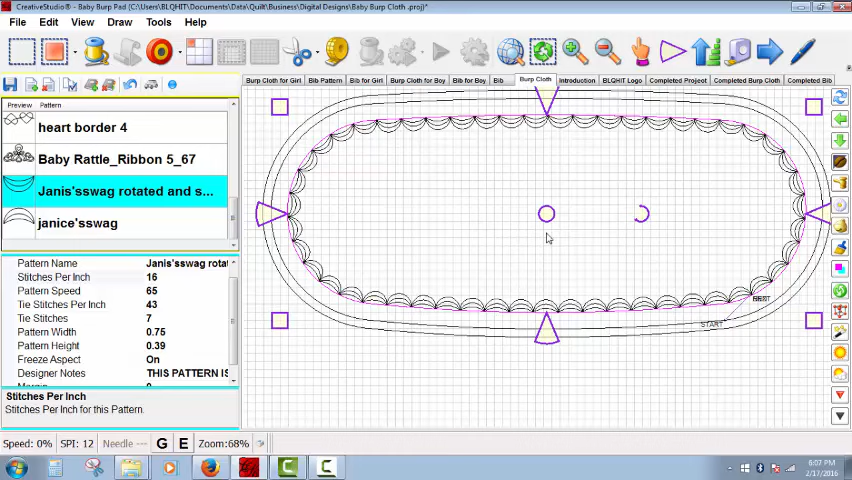 CreativeStudio® - Baby Burp Pad (C:\Users\BLQHIT\Documents\Data\Quilt\Business\Digital Designs\Baby Burp Cloth .proj)*
File Edit View Draw Tools Help
Burp Cloth for Girl Bib Pattern Bib for Girl Burp Cloth for Boy Bib for Boy Bib Burp Cloth Introduction BLQHIT Logo Completed Project Completed Burp Cloth Completed Bib
Preview Pattern
heart border 4
Baby Rattle_Ribbon 5_67
Janis'sswag rotated and s...
janice'sswag
Pattern Name Janis'sswag rotat
Stitches Per Inch 16
Pattern Speed 65
Tie Stitches Per Inch 43
Tie Stitches 7
Pattern Width 0.75
Pattern Height 0.39
Freeze Aspect On
Designer Notes THIS PATTERN IS
Margin 0
Stitches Per Inch
Stitches Per Inch for this Pattern.
START
Speed: 0% SPI: 12 Needle --- G E Zoom:68%
6:07 PM
2/17/2016